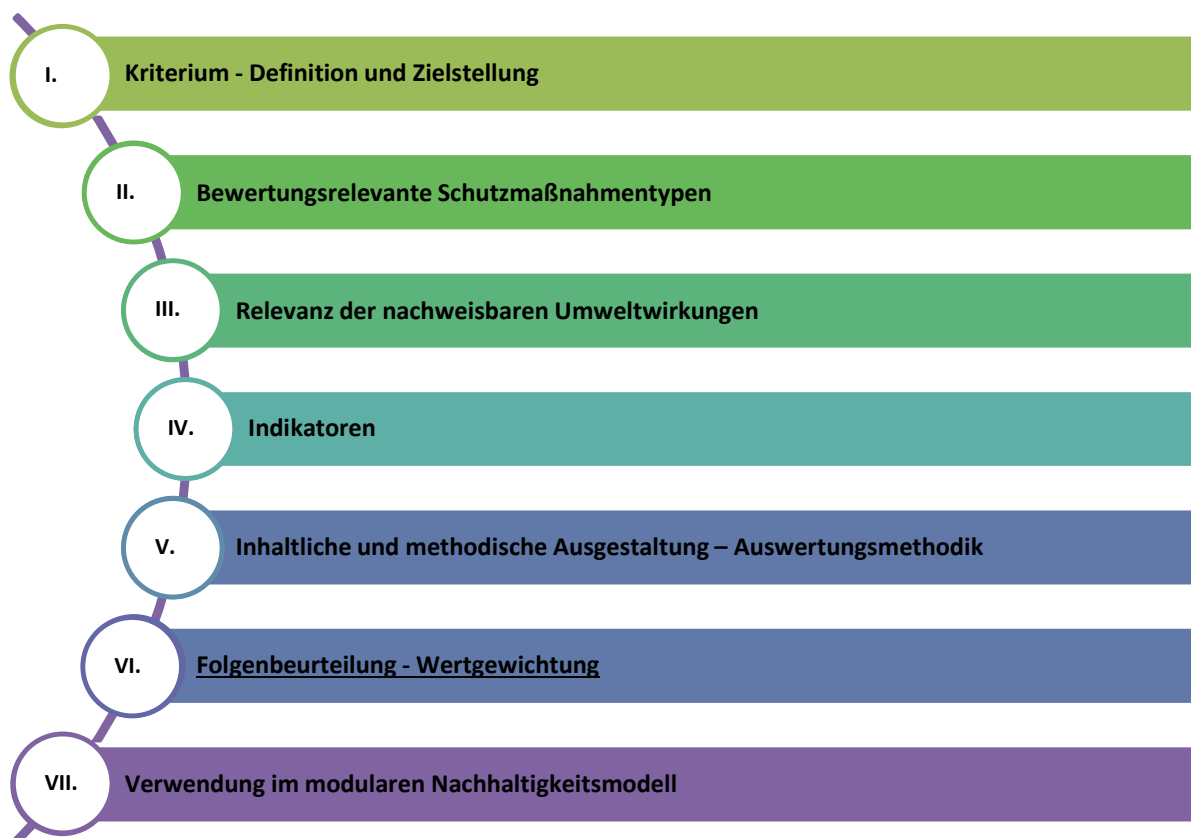 I. Kriterium - Definition und Zielstellung
II. Bewertungsrelevante Schutzmaßnahmentypen
III. Relevanz der nachweisbaren Umweltwirkungen
IV. Indikatoren
V. Inhaltliche und methodische Ausgestaltung – Auswertungsmethodik
VI. Folgenbeurteilung - Wertgewichtung
VII. Verwendung im modularen Nachhaltigkeitsmodell